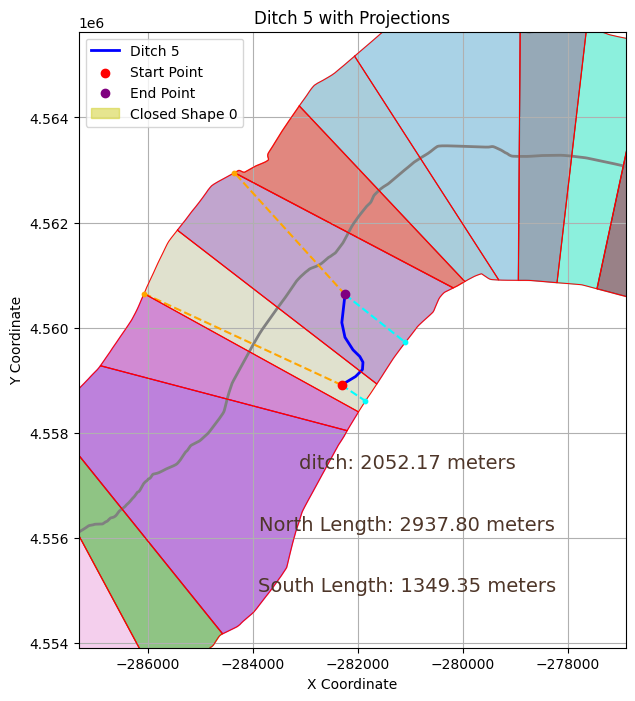 Ditch 5 with Projections
1e6
Ditch 5
Start Point
End Point
Closed Shape 0
4.564
4.562
4.560
4.558
4.556
4.554
Y Coordinate
ditch: 2052.17 meters
North Length: 2937.80 meters
South Length: 1349.35 meters
−286000 −284000 −282000 −280000 −278000
X Coordinate